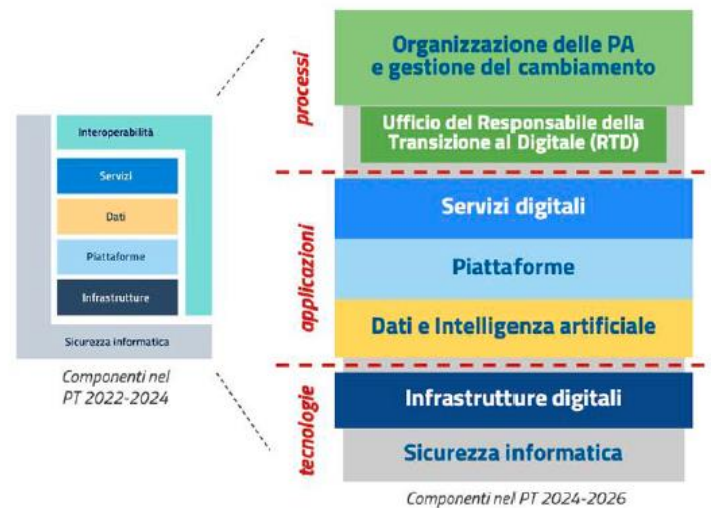 Interoperabilità
Servizi
Dati
Piattaforme
Infrastrutture
Sicurezza informatica
Componenti nel
PT 2022-2024
processi
Organizzazione delle PA
e gestione del cambiamento
Ufficio del Responsabile della
Transizione al Digitale (RTD)
applicazioni
Servizi digitali
Piattaforme
Dati e Intelligenza artificiale
tecnologie
Infrastrutture digitali
Sicurezza informatica
Componenti nel PT 2024-2026